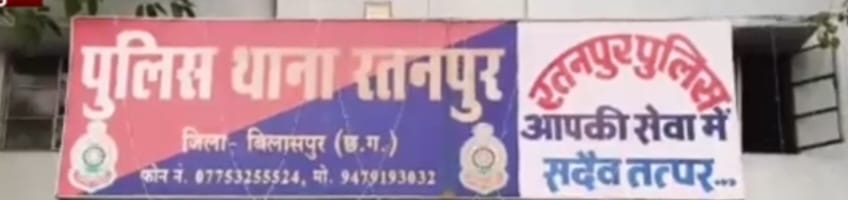 पुलिस थाना रतनपुर
जिला- बिलासपुर (छ.ग.)
फोन नं. 07753255524, मो. 9479193032
रतनपुर पुलिस
आपकी सेवा में
सदैव तत्पर...